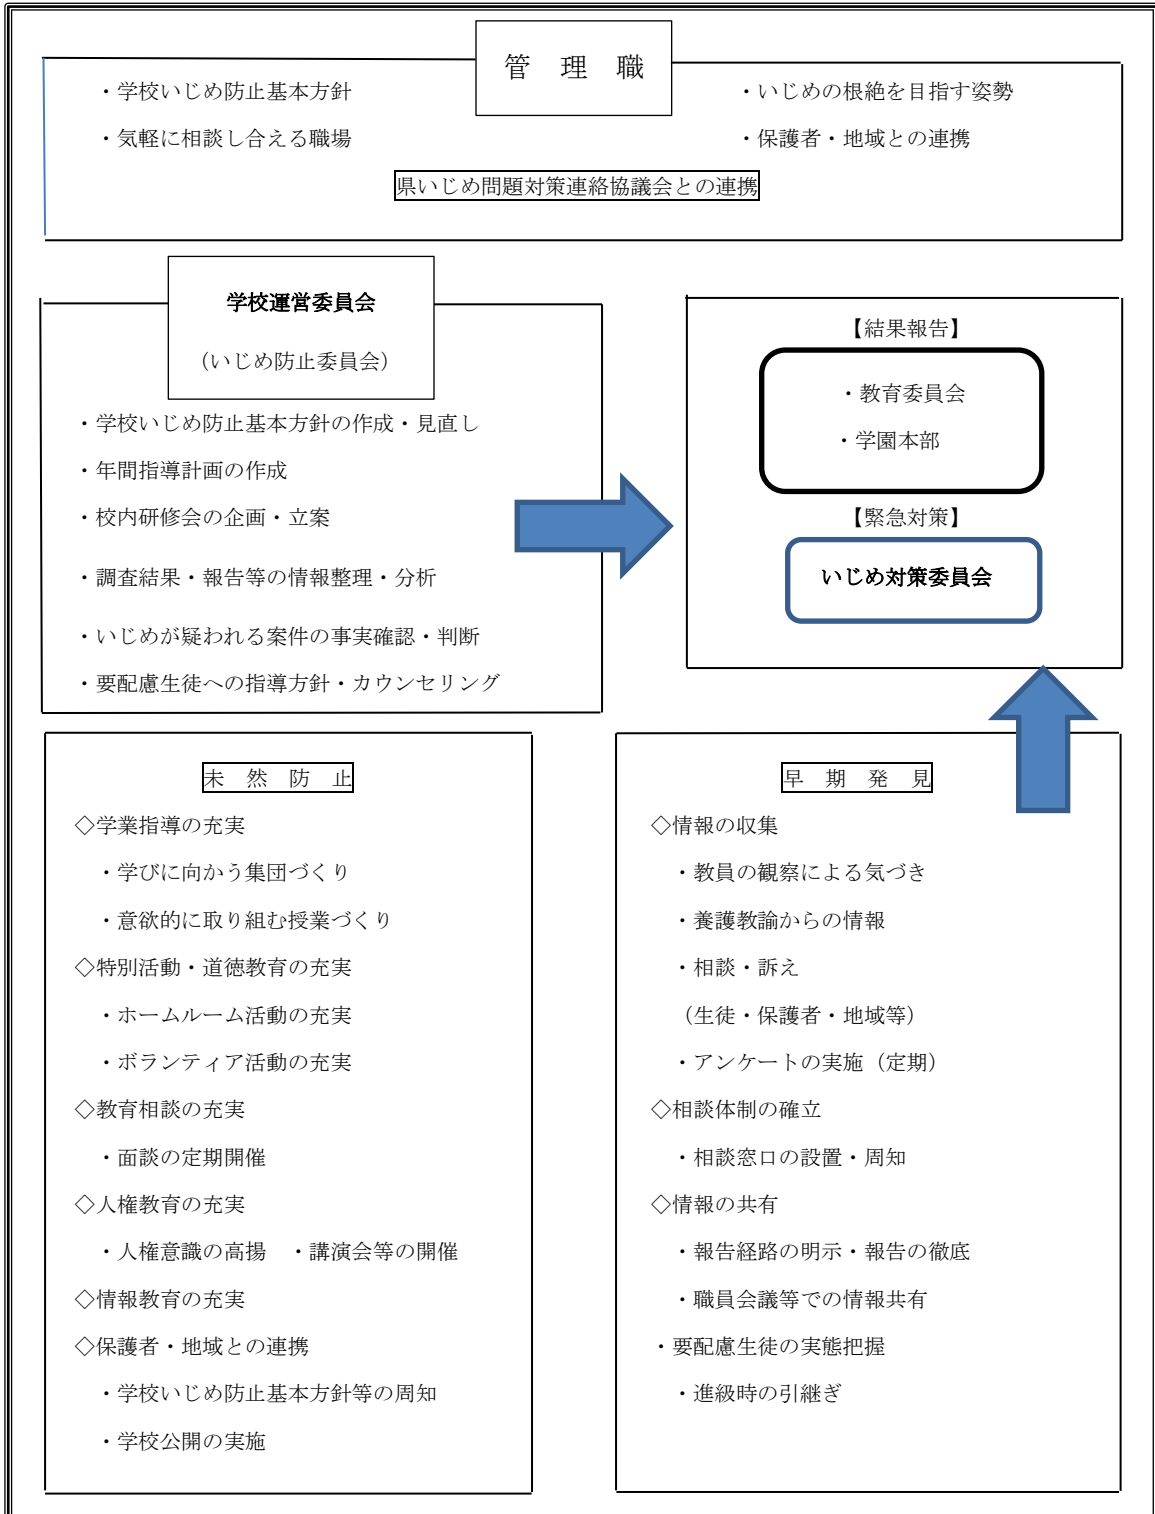 管　理　職
・学校いじめ防止基本方針
・いじめの根絶を目指す姿勢
・気軽に相談し合える職場
・保護者・地域との連携
県いじめ問題対策連絡協議会との連携
学校運営委員会
（いじめ防止委員会）
・学校いじめ防止基本方針の作成・見直し
・年間指導計画の作成
・校内研修会の企画・立案
・調査結果・報告等の情報整理・分析
・いじめが疑われる案件の事実確認・判断
・要配慮生徒への指導方針・カウンセリング
【結果報告】
・教育委員会
・学園本部
【緊急対策】
いじめ対策委員会
未　然　防　止
◇学業指導の充実
・学びに向かう集団づくり
・意欲的に取り組む授業づくり
◇特別活動・道徳教育の充実
・ホームルーム活動の充実
・ボランティア活動の充実
◇教育相談の充実
・面談の定期開催
◇人権教育の充実
・人権意識の高揚　・講演会等の開催
◇情報教育の充実
◇保護者・地域との連携
・学校いじめ防止基本方針等の周知
・学校公開の実施
早　期　発　見
◇情報の収集
・教員の観察による気づき
・養護教諭からの情報
・相談・訴え
（生徒・保護者・地域等）
・アンケートの実施（定期）
◇相談体制の確立
・相談窓口の設置・周知
◇情報の共有
・報告経路の明示・報告の徹底
・職員会議等での情報共有
・要配慮生徒の実態把握
・進級時の引継ぎ